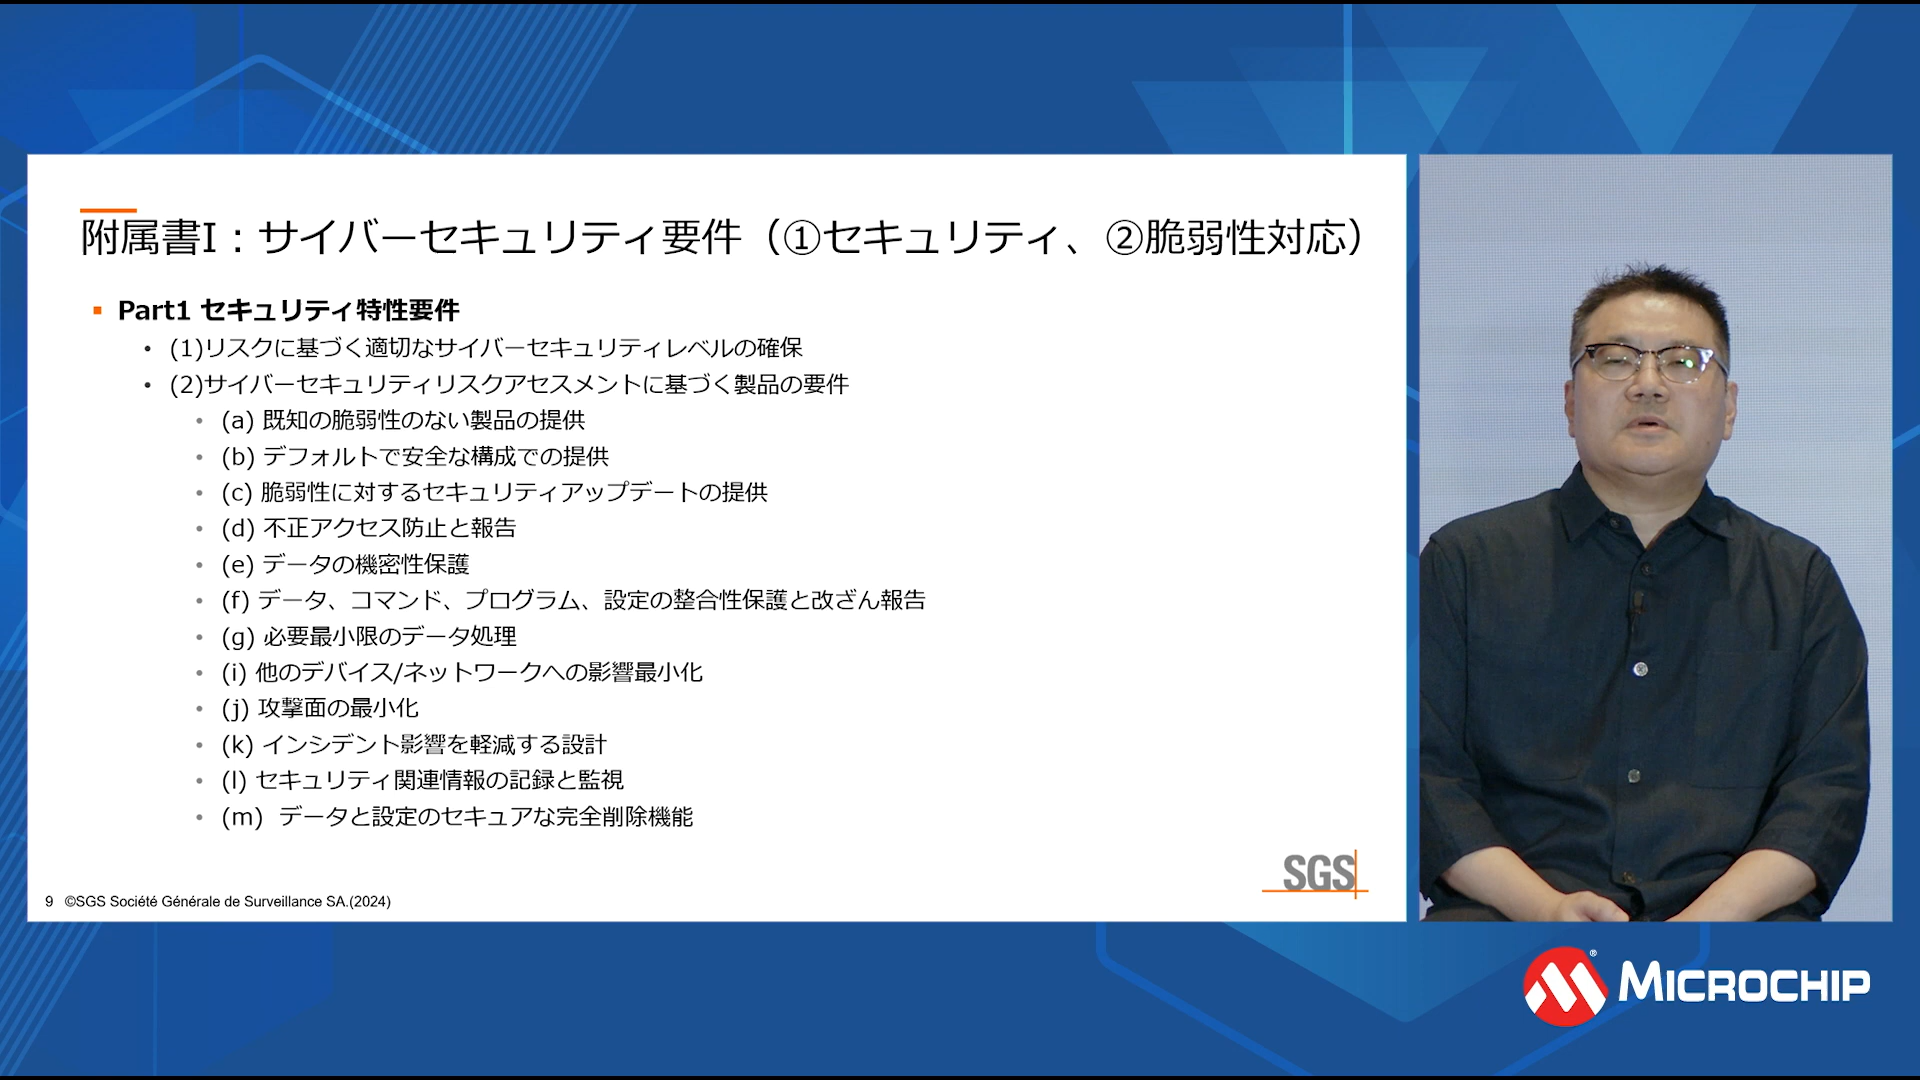 附属書I：サイバーセキュリティ要件（①セキュリティ、②脆弱性対応）
Part1 セキュリティ特性要件
(1)リスクに基づく適切なサイバーセキュリティレベルの確保
(2)サイバーセキュリティリスクアセスメントに基づく製品の要件
(a) 既知の脆弱性のない製品の提供
(b) デフォルトで安全な構成での提供
(c) 脆弱性に対するセキュリティアップデートの提供
(d) 不正アクセス防止と報告
(e) データの機密性保護
(f) データ、コマンド、プログラム、設定の整合性保護と改ざん報告
(g) 必要最小限のデータ処理
(i) 他のデバイス/ネットワークへの影響最小化
(j) 攻撃面の最小化
(k) インシデント影響を軽減する設計
(l) セキュリティ関連情報の記録と監視
(m) データと設定のセキュアな完全削除機能
SGS
9 ©SGS Société Générale de Surveillance SA.(2024)
MICROCHIP